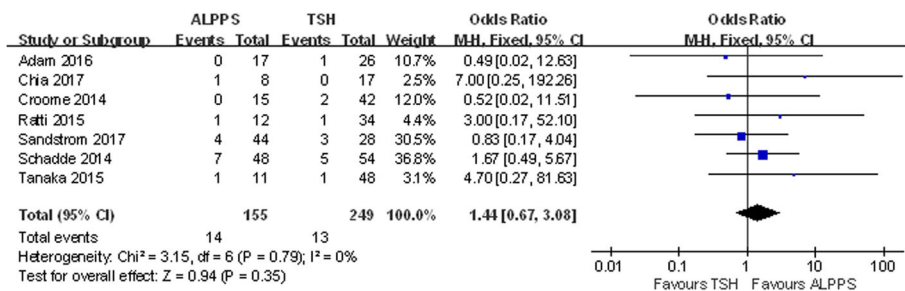 ALPPS TSH Odds Ratio Odds Ratio
Study or Subgroup Events Total Events Total Weight M-H, Fixed, 95% CI M-H, Fixed, 95% CI
Adam 2016 0 17 1 26 10.7% 0.49 [0.02, 12.63]
Chia 2017 1 8 0 17 2.5% 7.00 [0.25, 192.26]
Croome 2014 0 15 2 42 12.0% 0.52 [0.02, 11.51]
Ratti 2015 1 12 1 34 4.4% 3.00 [0.17, 52.10]
Sandstrom 2017 4 44 3 28 30.5% 0.83 [0.17, 4.04]
Schadde 2014 7 48 5 54 36.8% 1.67 [0.49, 5.67]
Tanaka 2015 1 11 1 48 3.1% 4.70 [0.27, 81.63]
Total (95% CI) 155 249 100.0% 1.44 [0.67, 3.08]
Total events 14 13
Heterogeneity: Chi² = 3.15, df = 6 (P = 0.79); I² = 0%
Test for overall effect: Z = 0.94 (P = 0.35)
0.01 0.1 1 10 100
Favours TSH Favours ALPPS